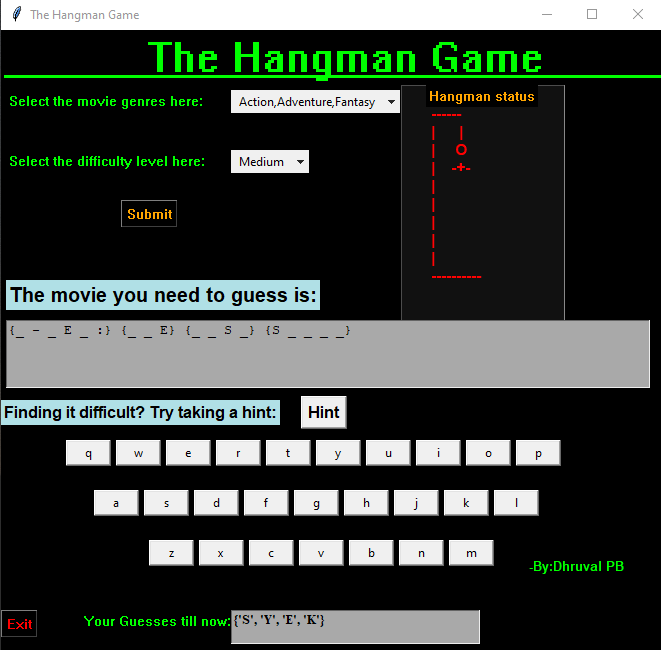 The Hangman Game
The Hangman Game
Select the movie genres here: Action,Adventure,Fantasy
Hangman status
Select the difficulty level here: Medium
Submit
The movie you need to guess is:
{_ - _ E _ :} {_ _ E} {_ _ S _} {S _ _ _ _}
Finding it difficult? Try taking a hint: Hint
q w e r t y u i o p
a s d f g h j k l
z x c v b n m
-By:Dhruval PB
Exit
Your Guesses till now: {'S', 'Y', 'E', 'K'}